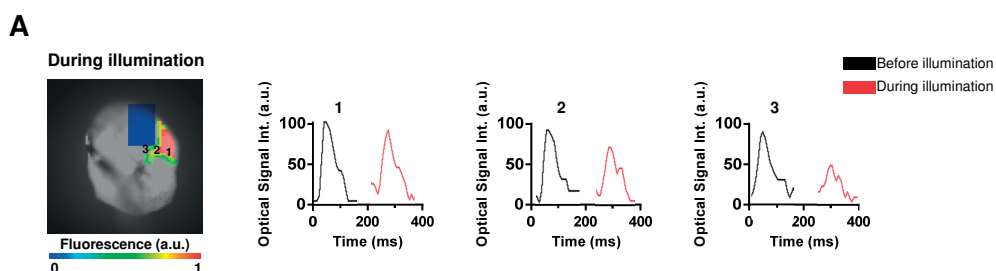 A
During illumination
3 2 1
Fluorescence (a.u.)
0 1
Optical Signal Int. (a.u.)
1
100
50
0
0 200 400
Time (ms)
Optical Signal Int. (a.u.)
2
100
50
0
0 200 400
Time (ms)
Optical Signal Int. (a.u.)
3
100
50
0
0 200 400
Time (ms)
Before illumination
During illumination